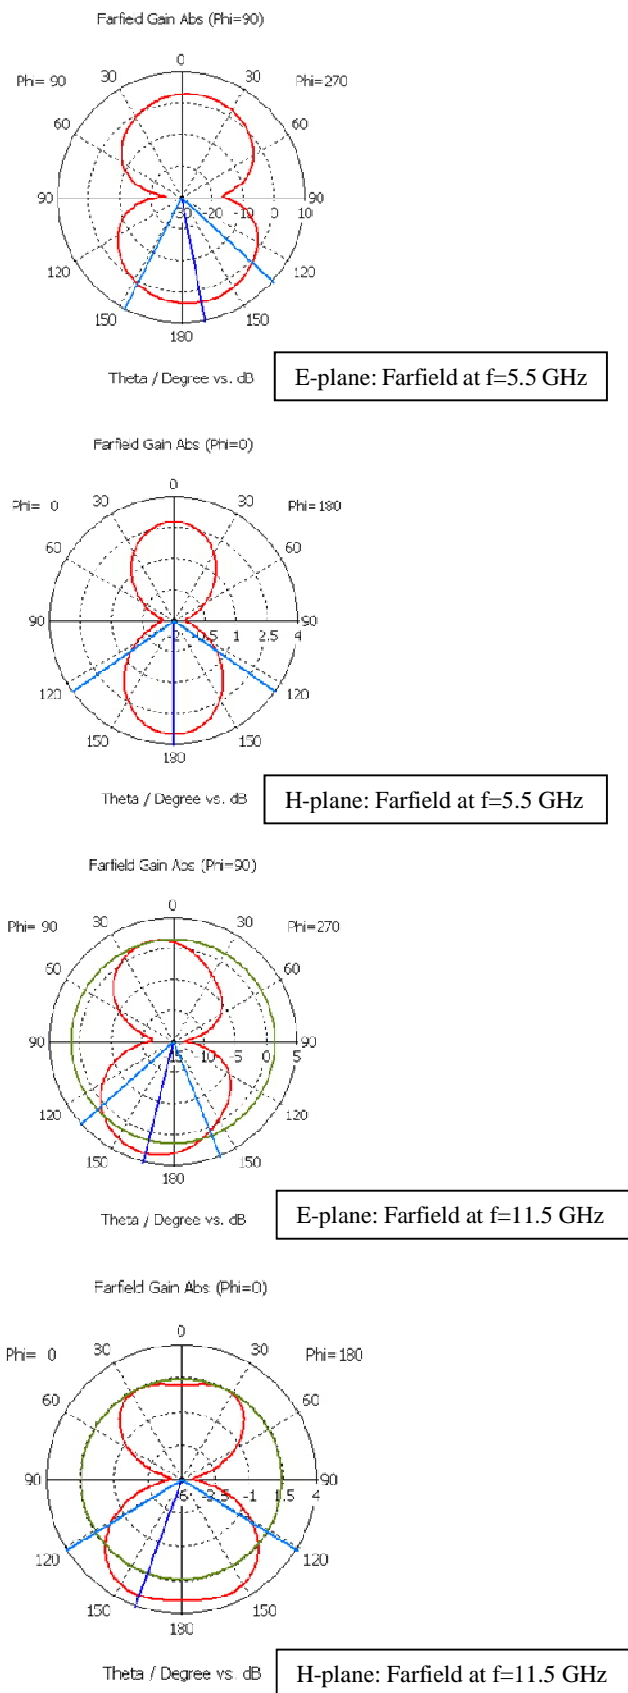 Farfield Gain Abs (Phi=90)
0
Phi= 90 30 30 Phi=270
60 60
90 -30 -20 -10 0 10 90
120 120
150 150
180
Theta / Degree vs. dB
E-plane: Farfield at f=5.5 GHz
Farfield Gain Abs (Phi=0)
0
Phi= 0 30 30 Phi=180
60 60
90 1 2.5 4 90
120 120
150 150
180
Theta / Degree vs. dB
H-plane: Farfield at f=5.5 GHz
Farfield Gain Abs (Phi=90)
0
Phi= 90 30 30 Phi=270
60 60
90 -10 -5 0 5 90
120 120
150 150
180
Theta / Degree vs. dB
E-plane: Farfield at f=11.5 GHz
Farfield Gain Abs (Phi=0)
0
Phi= 0 30 30 Phi=180
60 60
90 -6 -1 1.5 4 90
120 120
150 150
180
Theta / Degree vs. dB
H-plane: Farfield at f=11.5 GHz